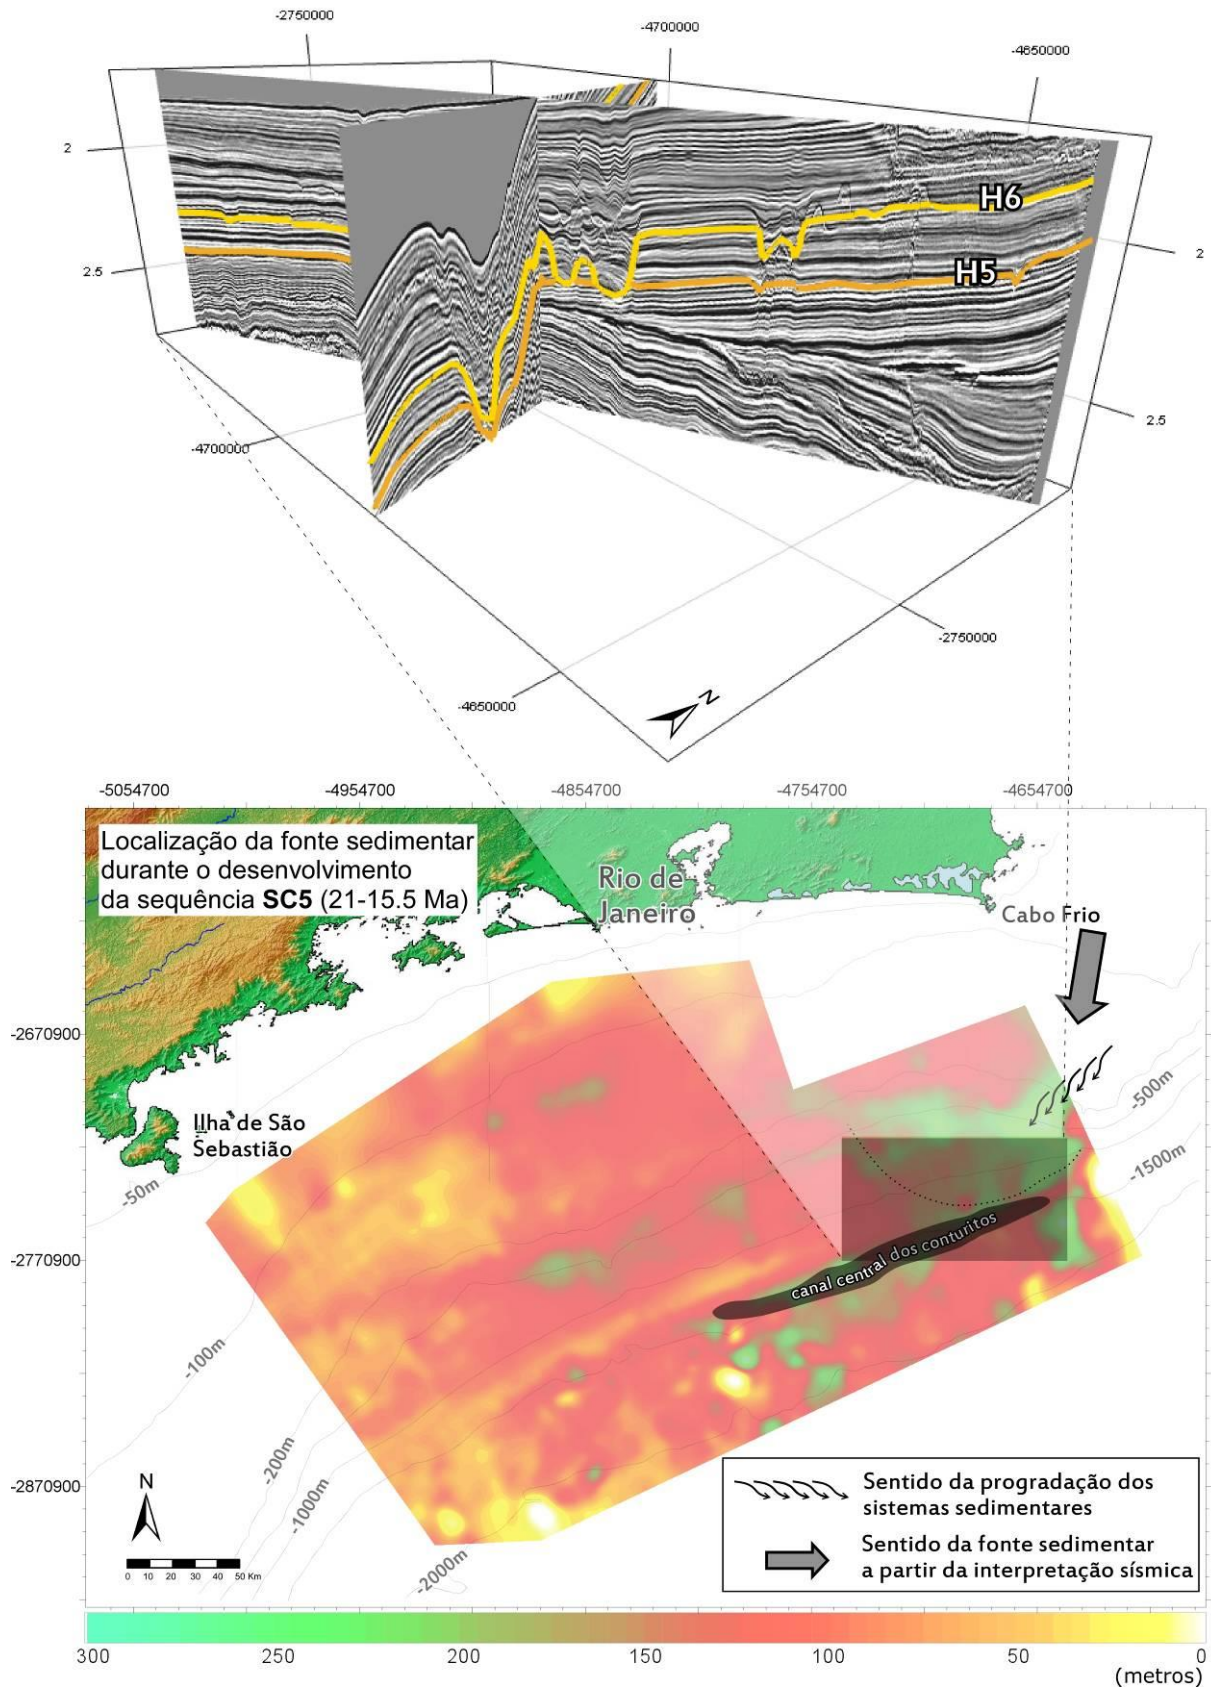 -2750000
-4700000
-4650000
2
2.5
H6
H5
2
2.5
-4700000
-4650000
-2750000
N
-5054700
-4954700
-4854700
-4754700
-4654700
Localização da fonte sedimentar
durante o desenvolvimento
da sequência SC5 (21-15.5 Ma)
Rio de
Janeiro
Cabo Frio
-2670900
-2770900
-2870900
Ilha de São
Sebastião
-50m
-100m
-200m
-1000m
-2000m
-500m
-1500m
canal central dos conturitos
N
0 10 20 30 40 50 Km
Sentido da progradação dos
sistemas sedimentares
Sentido da fonte sedimentar
a partir da interpretação sísmica
300 250 200 150 100 50 0
(metros)